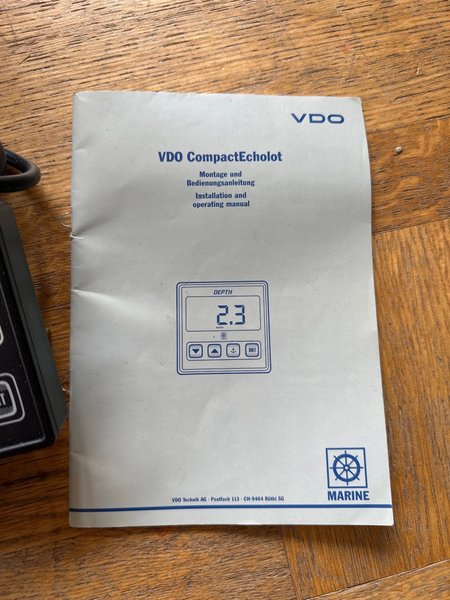 VDO
VDO CompactEcholot
Montage und
Bedienungsanleitung
Installation and
operating manual
DEPTH
2.3
MARINE
VDO Technik AG · Postfach 113 · CH-9464 Rüthi SG